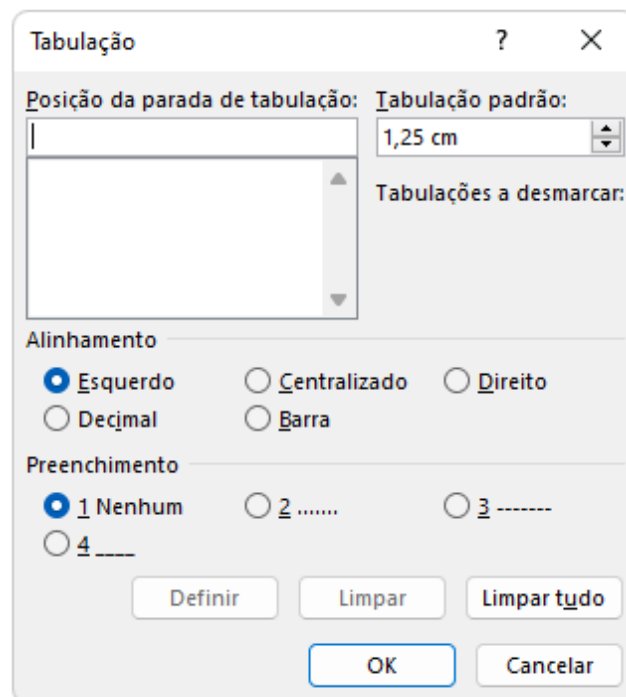 Tabulação ? X
Posição da parada de tabulação: Tabulação padrão:
1,25 cm
Tabulações a desmarcar:
Alinhamento
Esquerdo Centralizado Direito
Decimal Barra
Preenchimento
1 Nenhum 2 ....... 3 -------
4 ____
Definir Limpar Limpar tudo
OK Cancelar